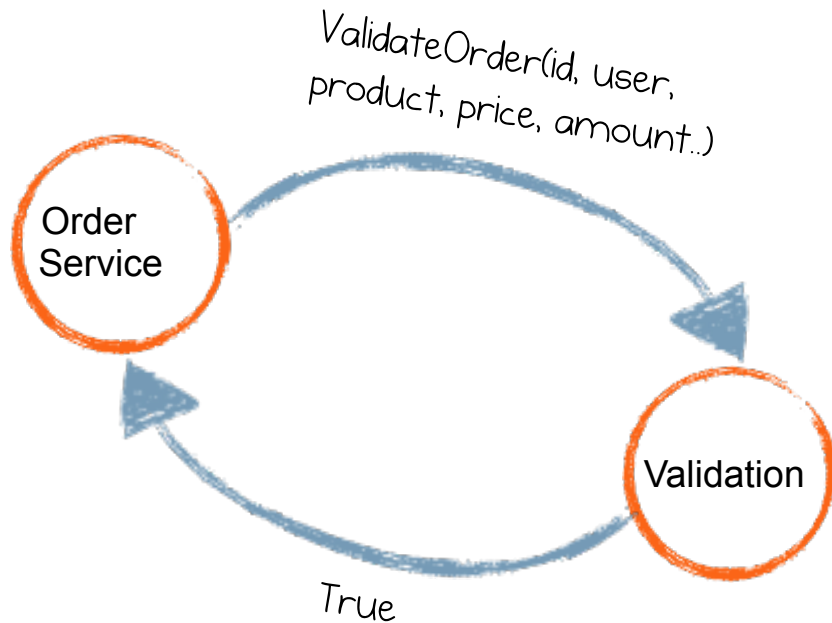 ValidateOrder(id, user,
product, price, amount..)
Order
Service
Validation
True